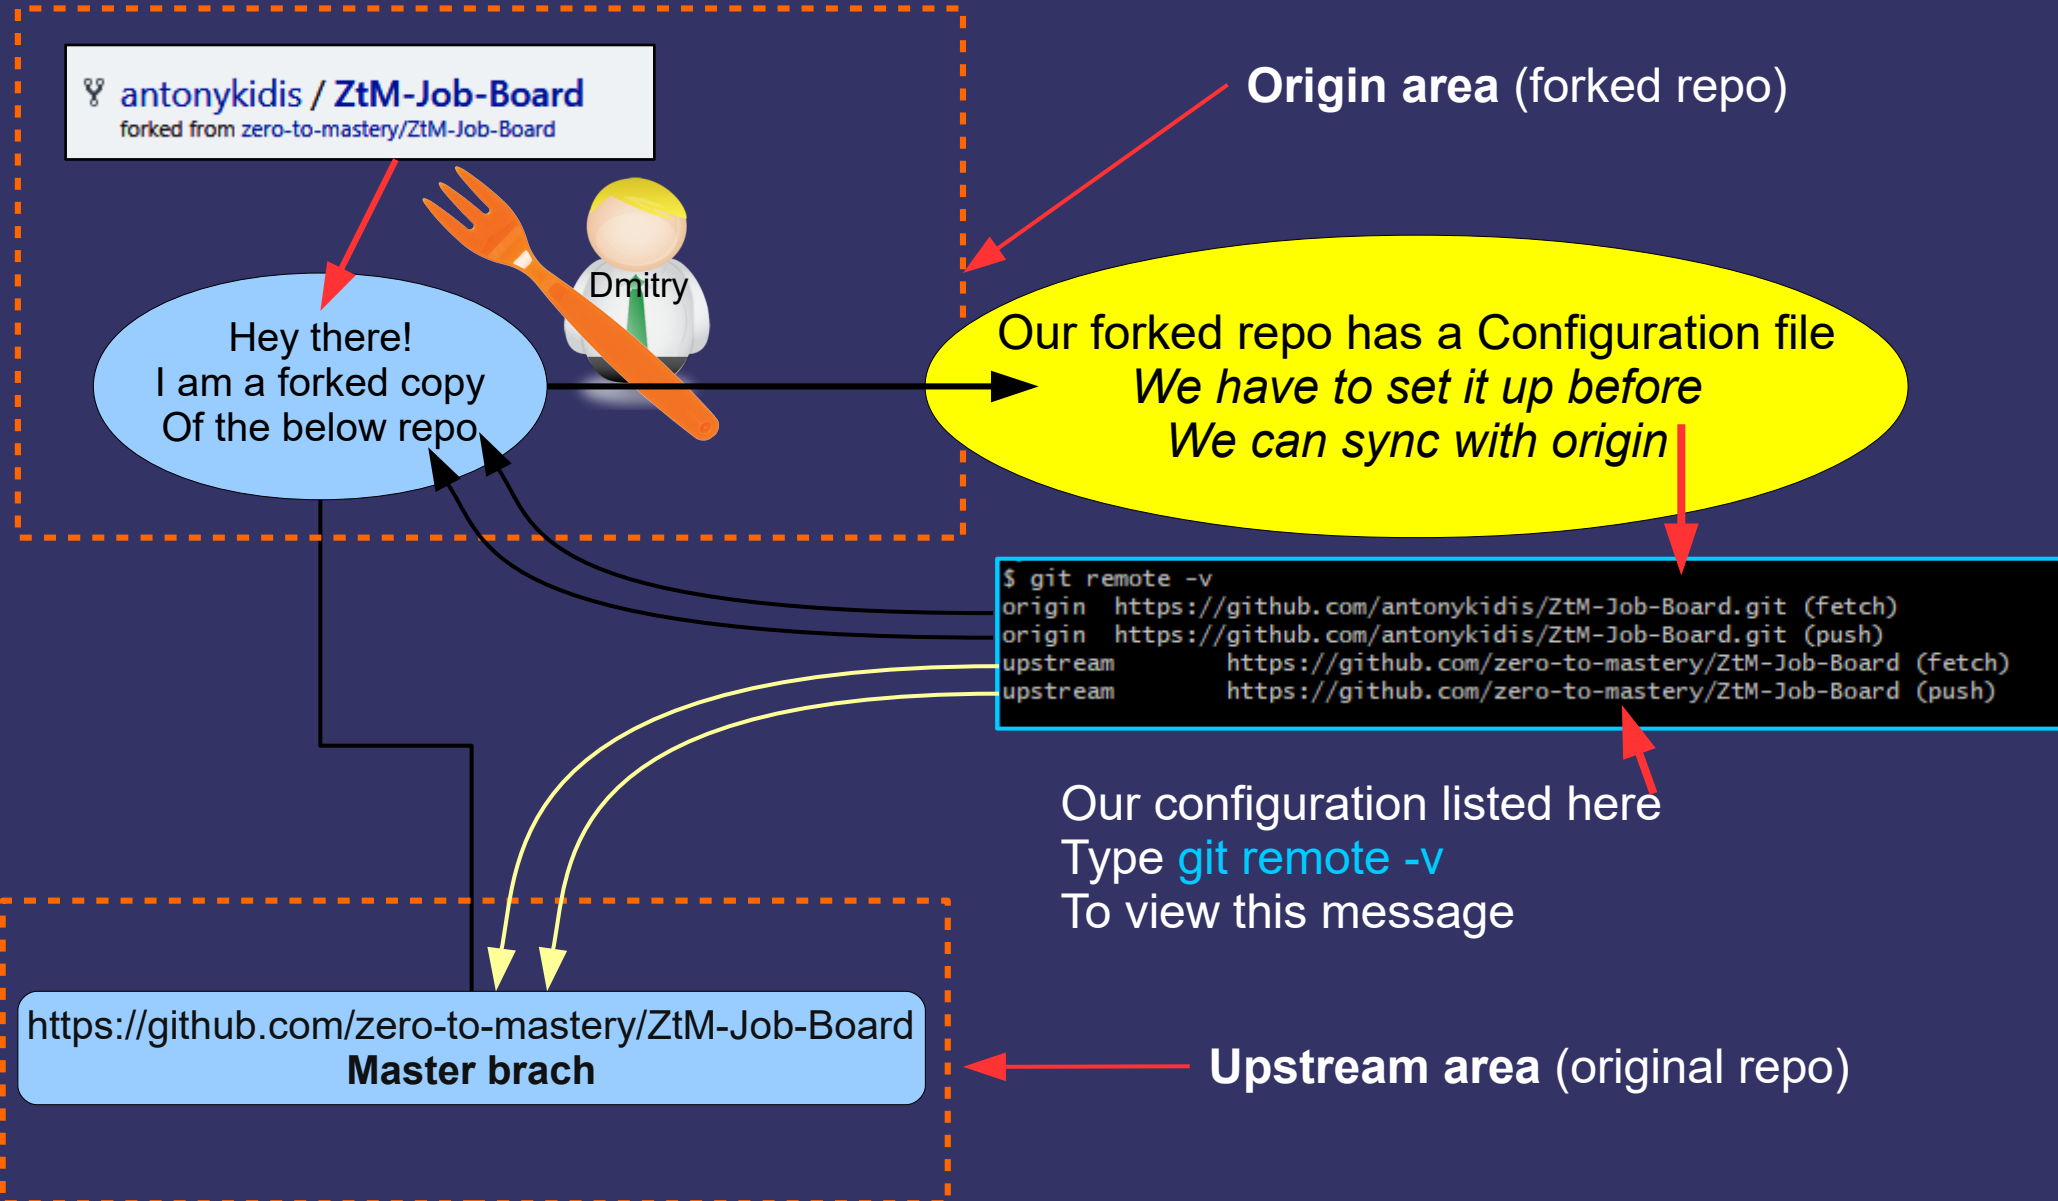 antonykidis / ZtM-Job-Board
forked from zero-to-mastery/ZtM-Job-Board
Origin area (forked repo)
Dmitry
Hey there!
I am a forked copy
Of the below repo
Our forked repo has a Configuration file
We have to set it up before
We can sync with origin
$ git remote -v
origin https://github.com/antonykidis/ZtM-Job-Board.git (fetch)
origin https://github.com/antonykidis/ZtM-Job-Board.git (push)
upstream https://github.com/zero-to-mastery/ZtM-Job-Board (fetch)
upstream https://github.com/zero-to-mastery/ZtM-Job-Board (push)
Our configuration listed here
Type git remote -v
To view this message
https://github.com/zero-to-mastery/ZtM-Job-Board
Master brach
Upstream area (original repo)